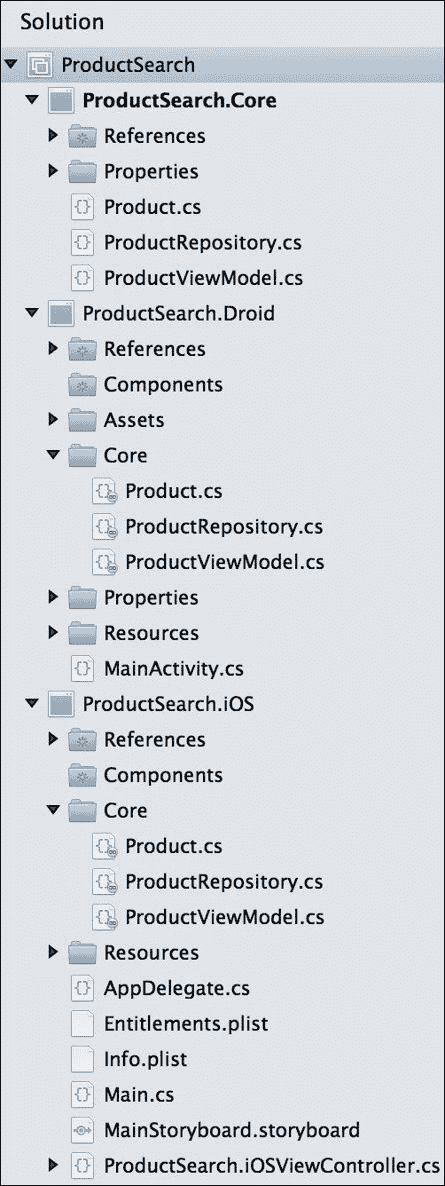 Solution
ProductSearch
ProductSearch.Core
References
Properties
Product.cs
ProductRepository.cs
ProductViewModel.cs
ProductSearch.Droid
References
Components
Assets
Core
Product.cs
ProductRepository.cs
ProductViewModel.cs
Properties
Resources
MainActivity.cs
ProductSearch.iOS
References
Components
Core
Product.cs
ProductRepository.cs
ProductViewModel.cs
Resources
AppDelegate.cs
Entitlements.plist
Info.plist
Main.cs
MainStoryboard.storyboard
ProductSearch.iOSViewController.cs